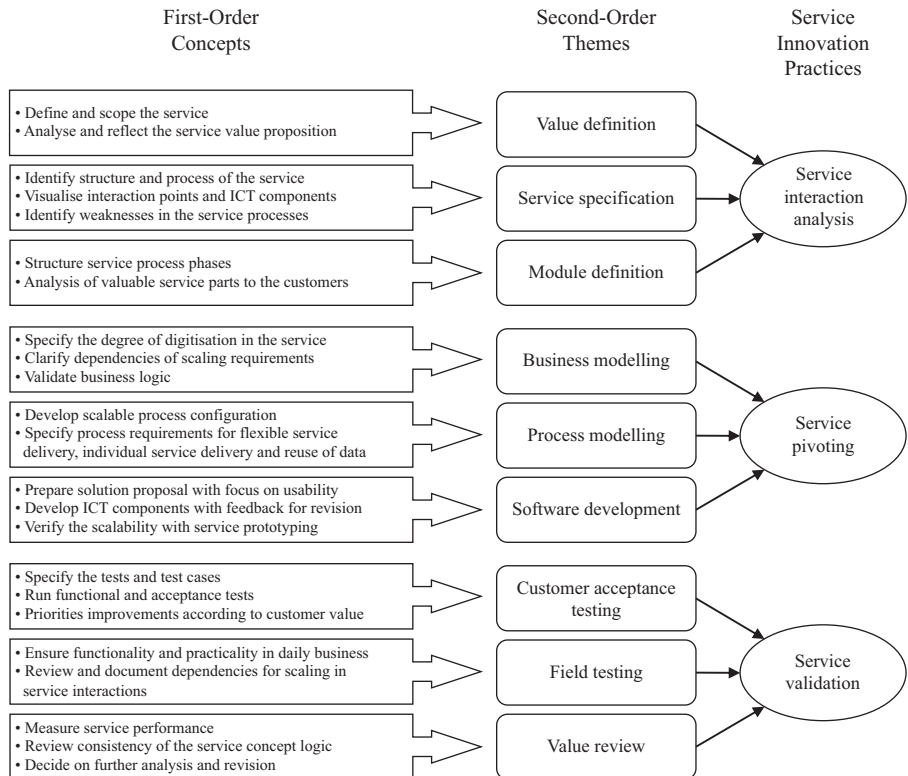 First-Order
Concepts
Second-Order
Themes
Service
Innovation
Practices
• Define and scope the service
• Analyse and reflect the service value proposition
Value definition
• Identify structure and process of the service
• Visualise interaction points and ICT components
• Identify weaknesses in the service processes
Service specification
• Structure service process phases
• Analysis of valuable service parts to the customers
Module definition
Service
interaction
analysis
• Specify the degree of digitisation in the service
• Clarify dependencies of scaling requirements
• Validate business logic
Business modelling
• Develop scalable process configuration
• Specify process requirements for flexible service
delivery, individual service delivery and reuse of data
Process modelling
• Prepare solution proposal with focus on usability
• Develop ICT components with feedback for revision
• Verify the scalability with service prototyping
Software development
Service
pivoting
• Specify the tests and test cases
• Run functional and acceptance tests
• Priorities improvements according to customer value
Customer acceptance
testing
• Ensure functionality and practicality in daily business
• Review and document dependencies for scaling in
service interactions
Field testing
• Measure service performance
• Review consistency of the service concept logic
• Decide on further analysis and revision
Value review
Service
validation